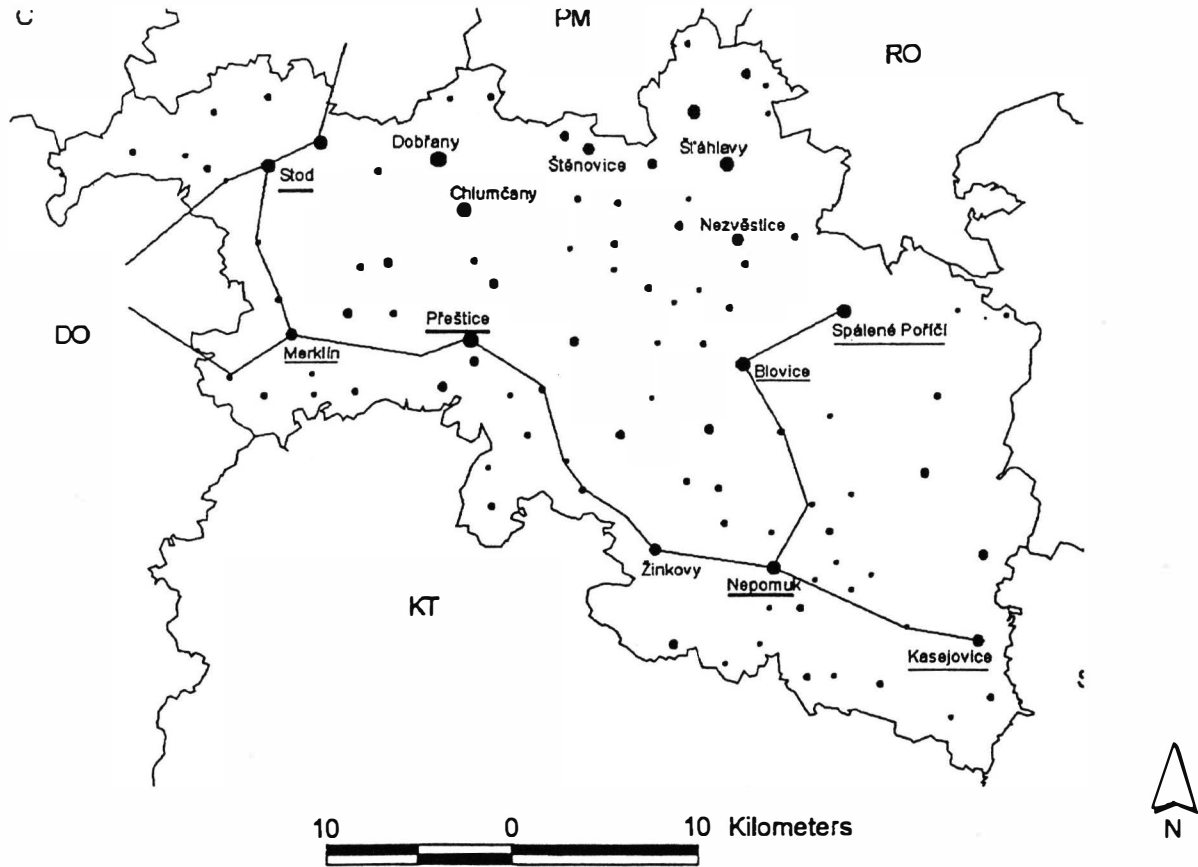 C
PM
RO
Dobřany
Štěnovice
Šťáhlavy
Stod
Chlumčany
Nezvěstice
DO
Přeštice
Spálené Poříčí
Merklín
Blovice
Žinkovy
Nepomuk
KT
Kasejovice
10 0 10 Kilometers
N